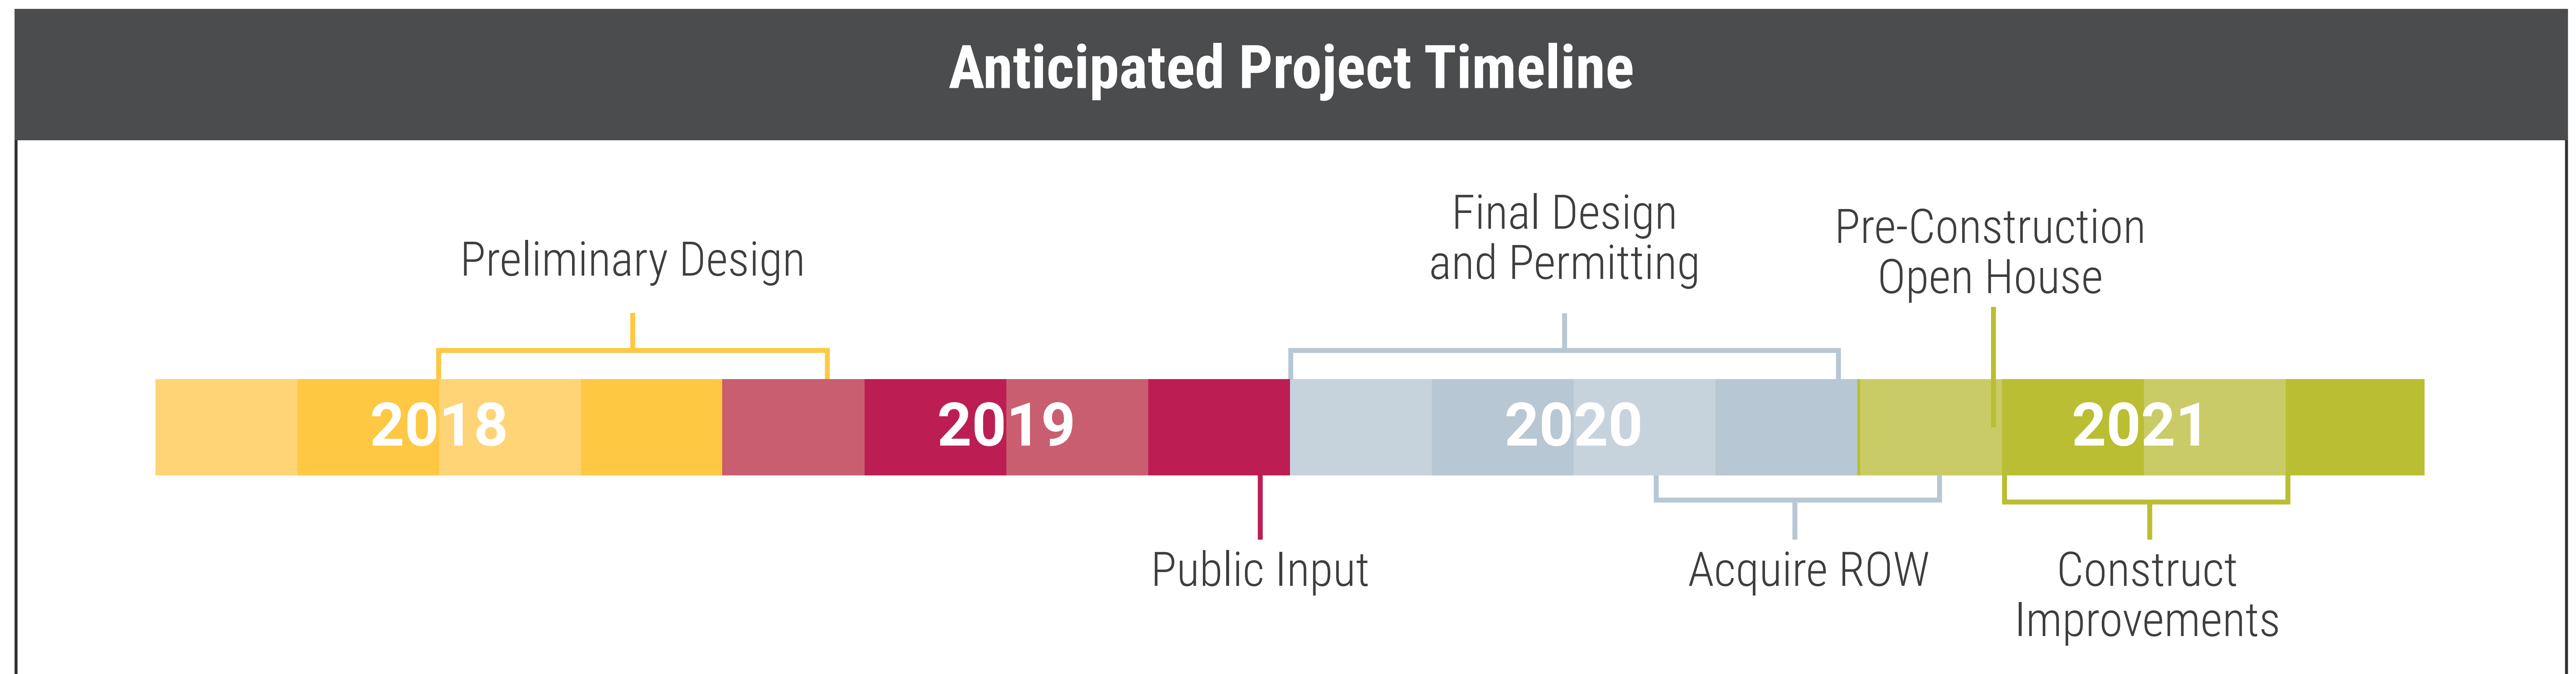 Anticipated Project Timeline
Preliminary Design
Final Design
and Permitting
Pre-Construction
Open House
2018
2019
2020
2021
Public Input
Acquire ROW
Construct
Improvements